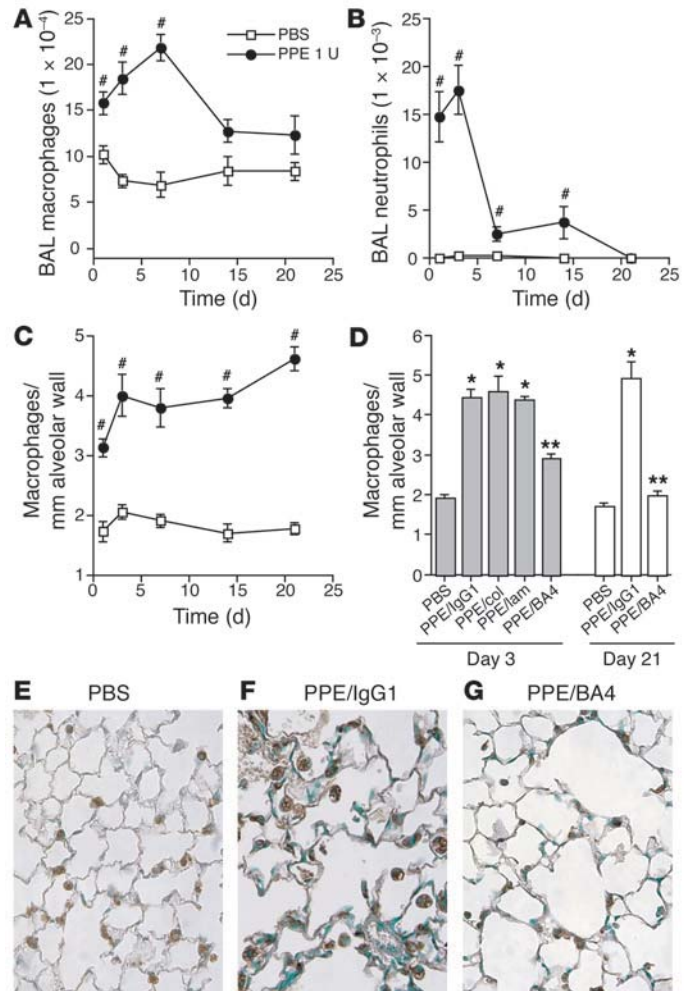 A
PBS
PPE 1 U
BAL macrophages (1 × 10⁻⁴)
25
20
15
10
5
0
# # #
0 5 10 15 20 25
Time (d)
B
BAL neutrophils (1 × 10⁻³)
25
20
15
10
5
0
# # # #
0 5 10 15 20 25
Time (d)
C
Macrophages/
mm alveolar wall
5
4
3
2
1
# # # # #
0 5 10 15 20 25
Time (d)
D
Macrophages/
mm alveolar wall
6
5
4
3
2
1
0
* * * ** * **
PBS
PPE/IgG1
PPE/col
PPE/lam
PPE/BA4
PBS
PPE/IgG1
PPE/BA4
Day 3 Day 21
E PBS
F PPE/IgG1
G PPE/BA4